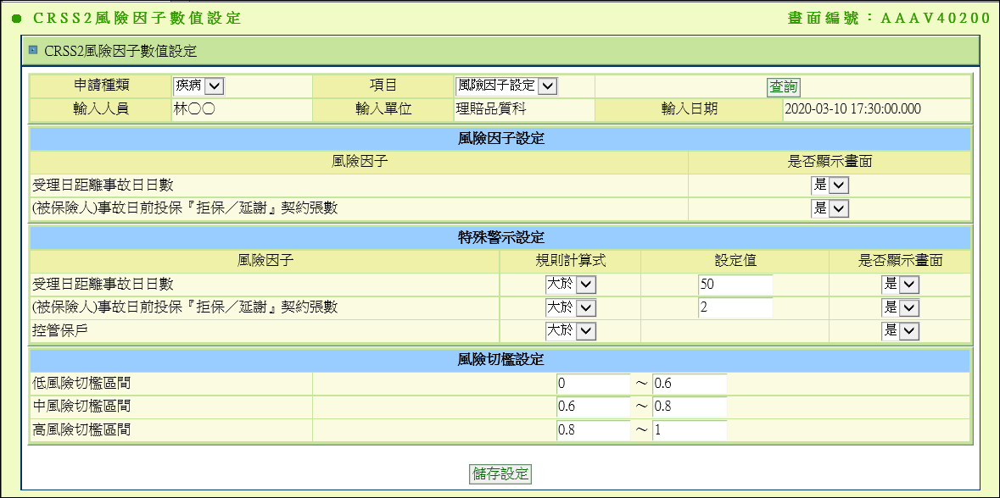 CRSS2風險因子數值設定 畫面編號：AAAV40200
CRSS2風險因子數值設定
申請種類 疾病 項目 風險因子設定 查詢
輸入人員 林○○ 輸入單位 理賠品質科 輸入日期 2020-03-10 17:30:00.000
風險因子設定
風險因子 是否顯示畫面
受理日距離事故日日數 是
(被保險人)事故日前投保『拒保／延謝』契約張數 是
特殊警示設定
風險因子 規則計算式 設定值 是否顯示畫面
受理日距離事故日日數 大於 50 是
(被保險人)事故日前投保『拒保／延謝』契約張數 大於 2 是
控管保戶 大於 是
風險切檻設定
低風險切檻區間 0 ～ 0.6
中風險切檻區間 0.6 ～ 0.8
高風險切檻區間 0.8 ～ 1
儲存設定